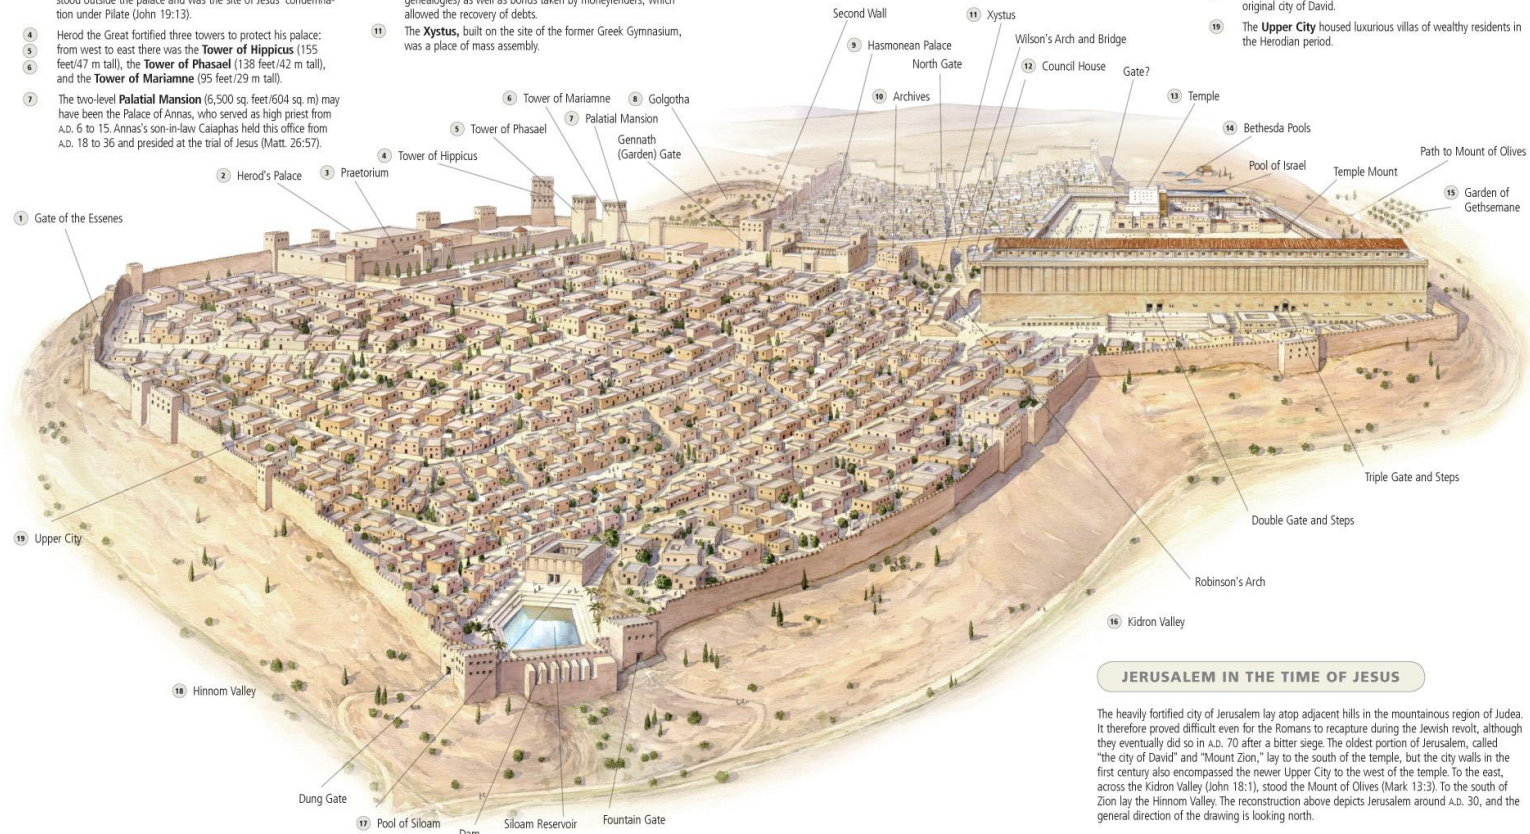 stood outside the palace and was the site of Jesus' condemna-
tion under Pilate (John 19:13).
4 Herod the Great fortified three towers to protect his palace:
5 from west to east there was the Tower of Hippicus (155
6 feet/47 m tall), the Tower of Phasael (138 feet/42 m tall),
and the Tower of Mariamne (95 feet/29 m tall).
7 The two-level Palatial Mansion (6,500 sq. feet/604 sq. m) may
have been the Palace of Annas, who served as high priest from
A.D. 6 to 15. Annas's son-in-law Caiaphas held this office from
A.D. 18 to 36 and presided at the trial of Jesus (Matt. 26:57).
genealogies) as well as bonds taken by moneylenders, which
allowed the recovery of debts.
11 The Xystus, built on the site of the former Greek Gymnasium,
was a place of mass assembly.
original city of David.
19 The Upper City housed luxurious villas of wealthy residents in
the Herodian period.
Second Wall
11 Xystus
9 Hasmonean Palace
Wilson's Arch and Bridge
North Gate
12 Council House
Gate?
10 Archives
13 Temple
6 Tower of Mariamne
8 Golgotha
7 Palatial Mansion
5 Tower of Phasael
Gennath
(Garden) Gate
14 Bethesda Pools
4 Tower of Hippicus
Path to Mount of Olives
Pool of Israel
Temple Mount
2 Herod's Palace
3 Praetorium
15 Garden of
Gethsemane
1 Gate of the Essenes
Triple Gate and Steps
Double Gate and Steps
19 Upper City
Robinson's Arch
16 Kidron Valley
18 Hinnom Valley
JERUSALEM IN THE TIME OF JESUS
The heavily fortified city of Jerusalem lay atop adjacent hills in the mountainous region of Judea.
It therefore proved difficult even for the Romans to recapture during the Jewish revolt, although
they eventually did so in A.D. 70 after a bitter siege. The oldest portion of Jerusalem, called
"the city of David" and "Mount Zion," lay to the south of the temple, but the city walls in the
first century also encompassed the newer Upper City to the west of the temple. To the east,
across the Kidron Valley (John 18:1), stood the Mount of Olives (Mark 13:3). To the south of
Zion lay the Hinnom Valley. The reconstruction above depicts Jerusalem around A.D. 30, and the
general direction of the drawing is looking north.
Dung Gate
17 Pool of Siloam
Dam
Siloam Reservoir
Fountain Gate